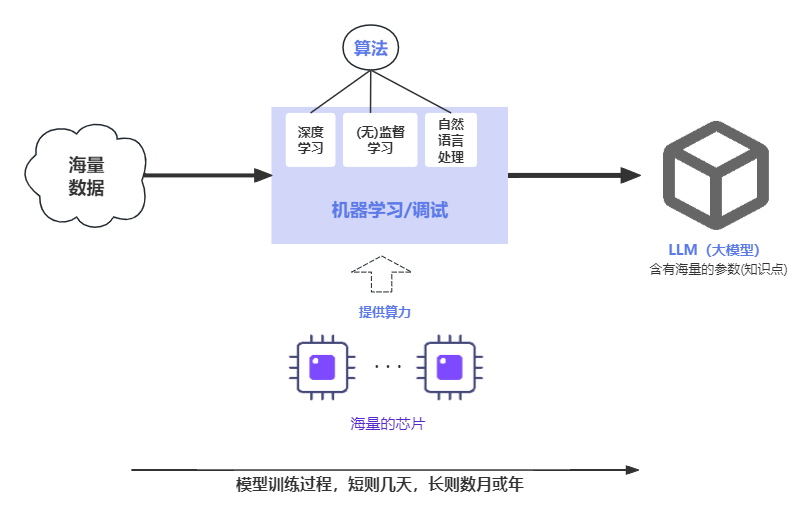 算法
深度
学习
(无)监督
学习
自然
语言
处理
海量
数据
机器学习/调试
LLM（大模型）
含有海量的参数(知识点)
提供算力
...
海量的芯片
模型训练过程，短则几天，长则数月或年